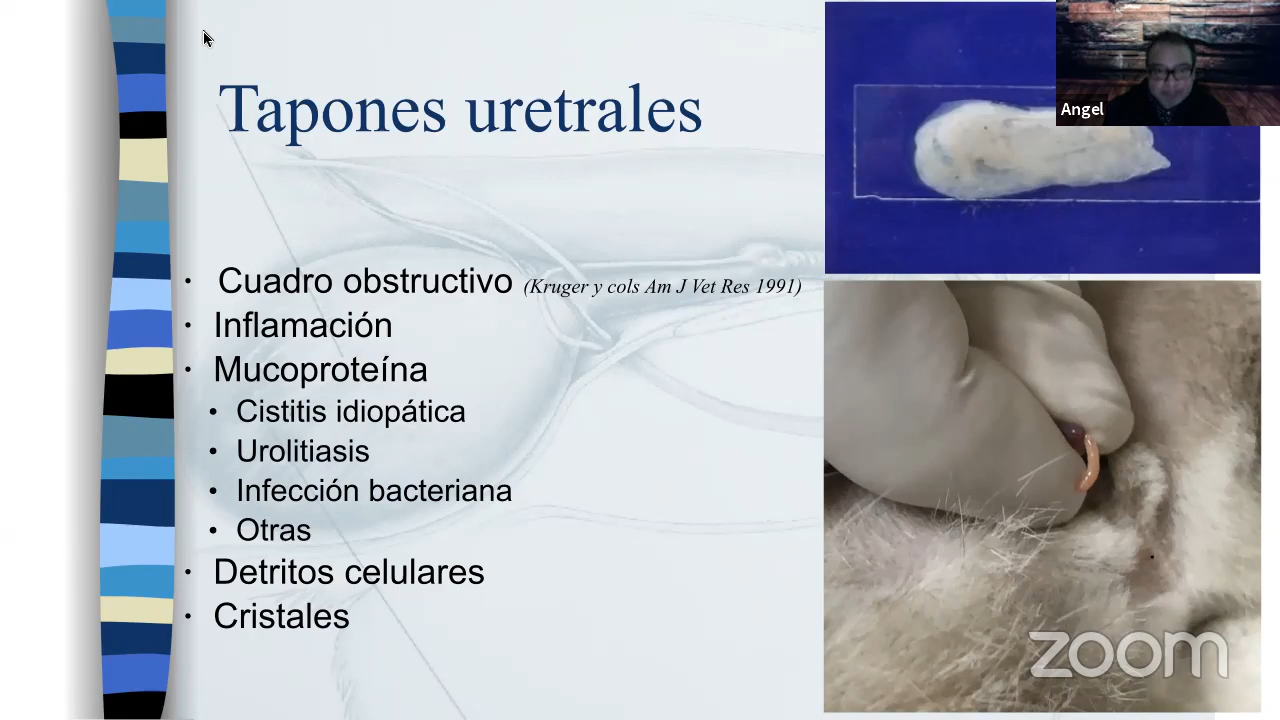 Tapones uretrales
Angel
• Cuadro obstructivo (Kruger y cols Am J Vet Res 1991)
• Inflamación
• Mucoproteína
• Cistitis idiopática
• Urolitiasis
• Infección bacteriana
• Otras
• Detritos celulares
• Cristales
zoom